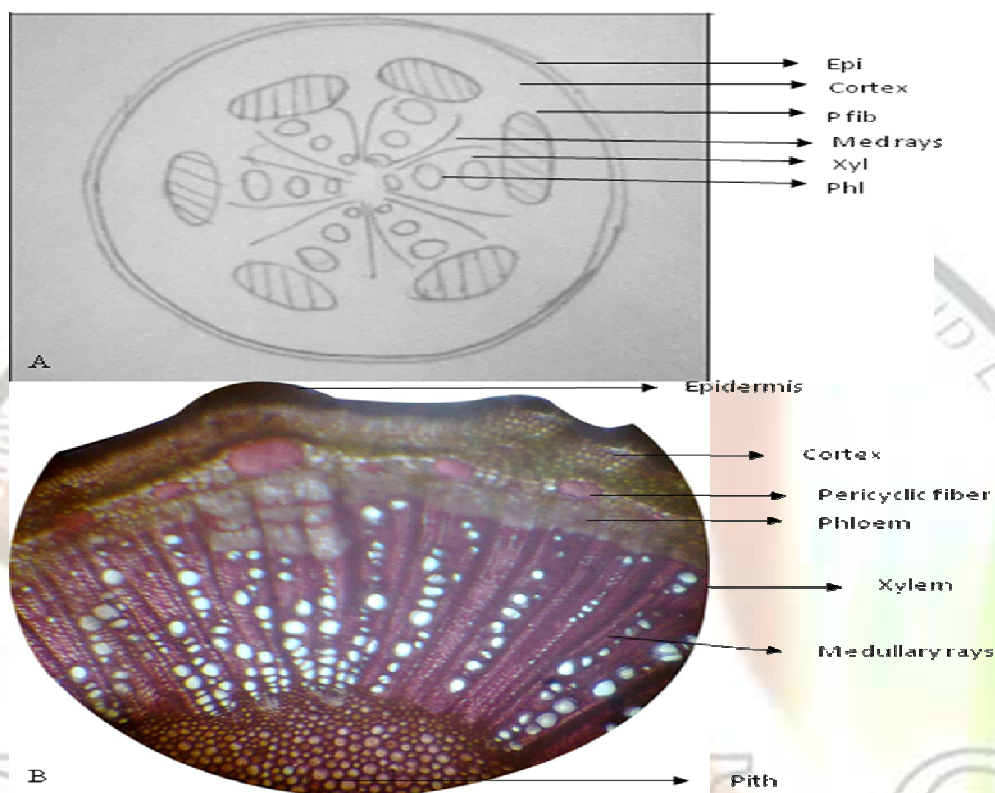 Epi
Cortex
P fib
Med rays
Xyl
Phl
A
Epidermis
Cortex
Pericyclic fiber
Phloem
Xylem
Medullary rays
B
Pith